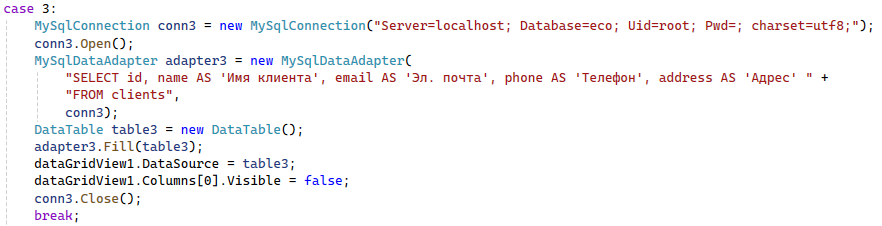 case 3:
    MySqlConnection conn3 = new MySqlConnection("Server=localhost; Database=eco; Uid=root; Pwd=; charset=utf8;");
    conn3.Open();
    MySqlDataAdapter adapter3 = new MySqlDataAdapter(
        "SELECT id, name AS 'Имя клиента', email AS 'Эл. почта', phone AS 'Телефон', address AS 'Адрес' " +
        "FROM clients",
        conn3);
    DataTable table3 = new DataTable();
    adapter3.Fill(table3);
    dataGridView1.DataSource = table3;
    dataGridView1.Columns[0].Visible = false;
    conn3.Close();
    break;